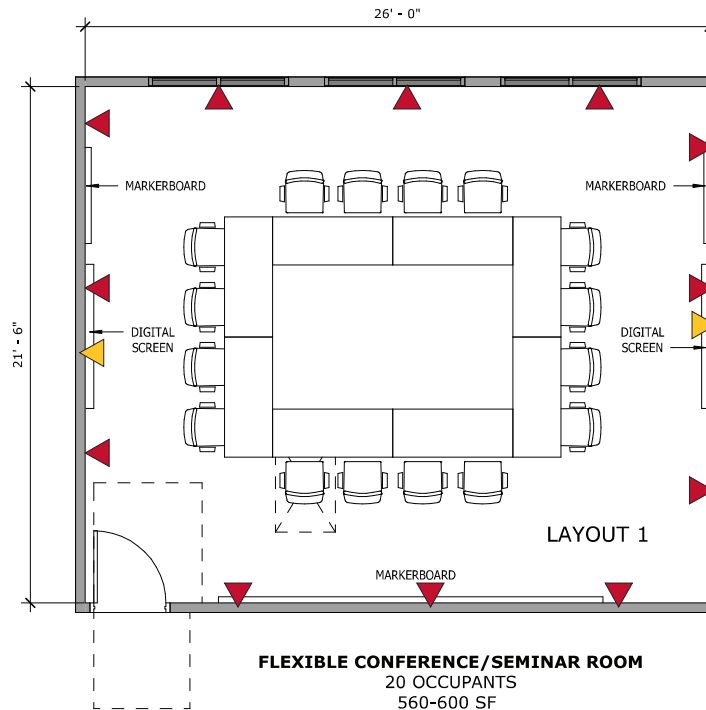 26' - 0"
MARKERBOARD
MARKERBOARD
21' - 6"
DIGITAL
SCREEN
DIGITAL
SCREEN
LAYOUT 1
MARKERBOARD
FLEXIBLE CONFERENCE/SEMINAR ROOM
20 OCCUPANTS
560-600 SF